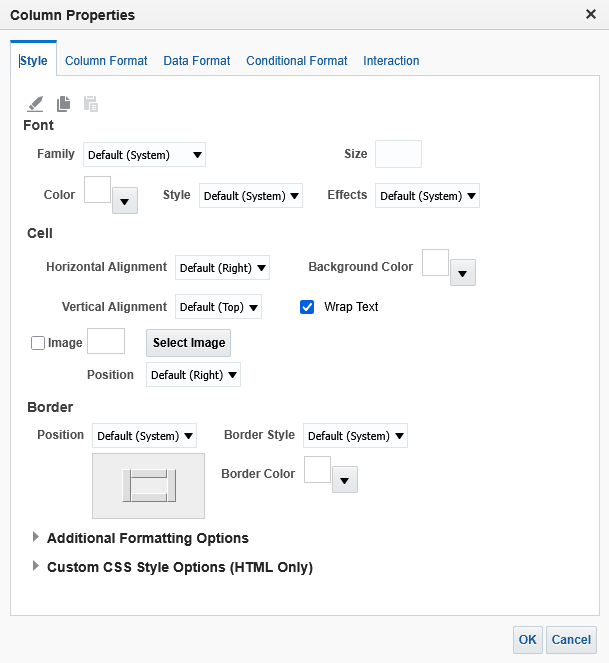 Column Properties
Style Column Format Data Format Conditional Format Interaction
Font
Family Default (System) Size
Color Style Default (System) Effects Default (System)
Cell
Horizontal Alignment Default (Right) Background Color
Vertical Alignment Default (Top) Wrap Text
Image Select Image
Position Default (Right)
Border
Position Default (System) Border Style Default (System)
Border Color
Additional Formatting Options
Custom CSS Style Options (HTML Only)
OK Cancel